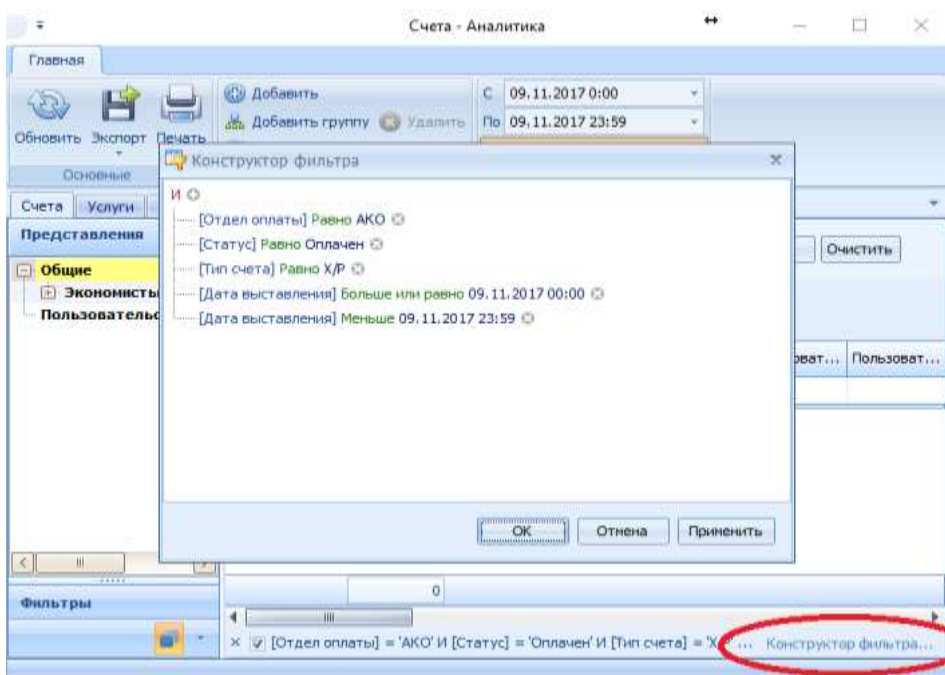 Счета - Аналитика
Главная
Добавить
С 09.11.2017 0:00
Добавить группу Удалить
По 09.11.2017 23:59
Обновить Экспорт Печать
Основные
Конструктор фильтра
И
Счета Услуги
[Отдел оплаты] Равно АКО
Представления
[Статус] Равно Оплачен
Очистить
Общие
[Тип счета] Равно Х/Р
Экономисты
[Дата выставления] Больше или равно 09.11.2017 00:00
Пользовательс
[Дата выставления] Меньше 09.11.2017 23:59
оват... Пользоват...
ОК Отмена Применить
Фильтры
0
[Отдел оплаты] = 'АКО' И [Статус] = 'Оплачен' И [Тип счета] = 'Х ... Конструктор фильтра...